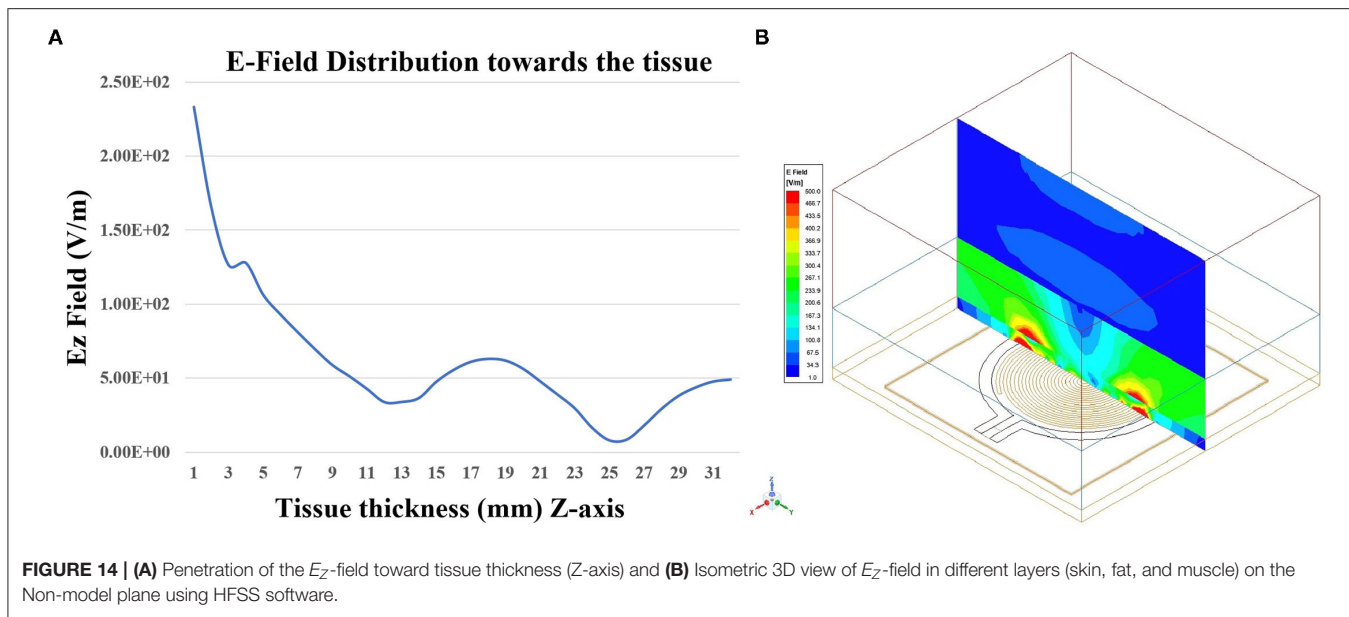 A
E-Field Distribution towards the tissue
2.50E+02
2.00E+02
1.50E+02
1.00E+02
5.00E+01
0.00E+00
Ez Field (V/m)
1 3 5 7 9 11 13 15 17 19 21 23 25 27 29 31
Tissue thickness (mm) Z-axis
B
E Field
[V/m]
500.0
466.7
433.5
400.2
366.9
333.7
300.4
267.1
233.9
200.6
167.3
134.1
100.8
67.5
34.3
1.0
Z
X
Y
FIGURE 14 | (A) Penetration of the EZ-field toward tissue thickness (Z-axis) and (B) Isometric 3D view of EZ-field in different layers (skin, fat, and muscle) on the
Non-model plane using HFSS software.